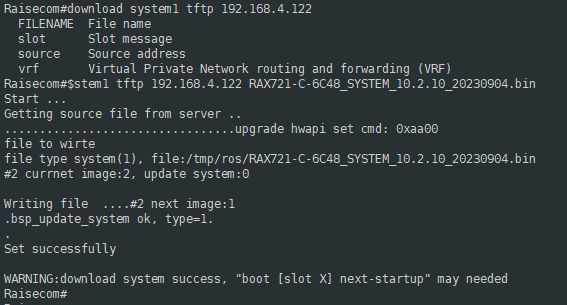 Raisecom#download system1 tftp 192.168.4.122
FILENAME  File name
slot      Slot message
source    Source address
vrf       Virtual Private Network routing and forwarding (VRF)
Raisecom#$stem1 tftp 192.168.4.122 RAX721-C-6C48_SYSTEM_10.2.10_20230904.bin
Start ...
Getting source file from server ..
.................................upgrade hwapi set cmd: 0xaa00
file to wirte
file type system(1), file:/tmp/ros/RAX721-C-6C48_SYSTEM_10.2.10_20230904.bin
#2 currnet image:2, update system:0
Writing file  ....#2 next image:1
.bsp_update_system ok, type=1.
.
Set successfully
WARNING:download system success, "boot [slot X] next-startup" may needed
Raisecom#